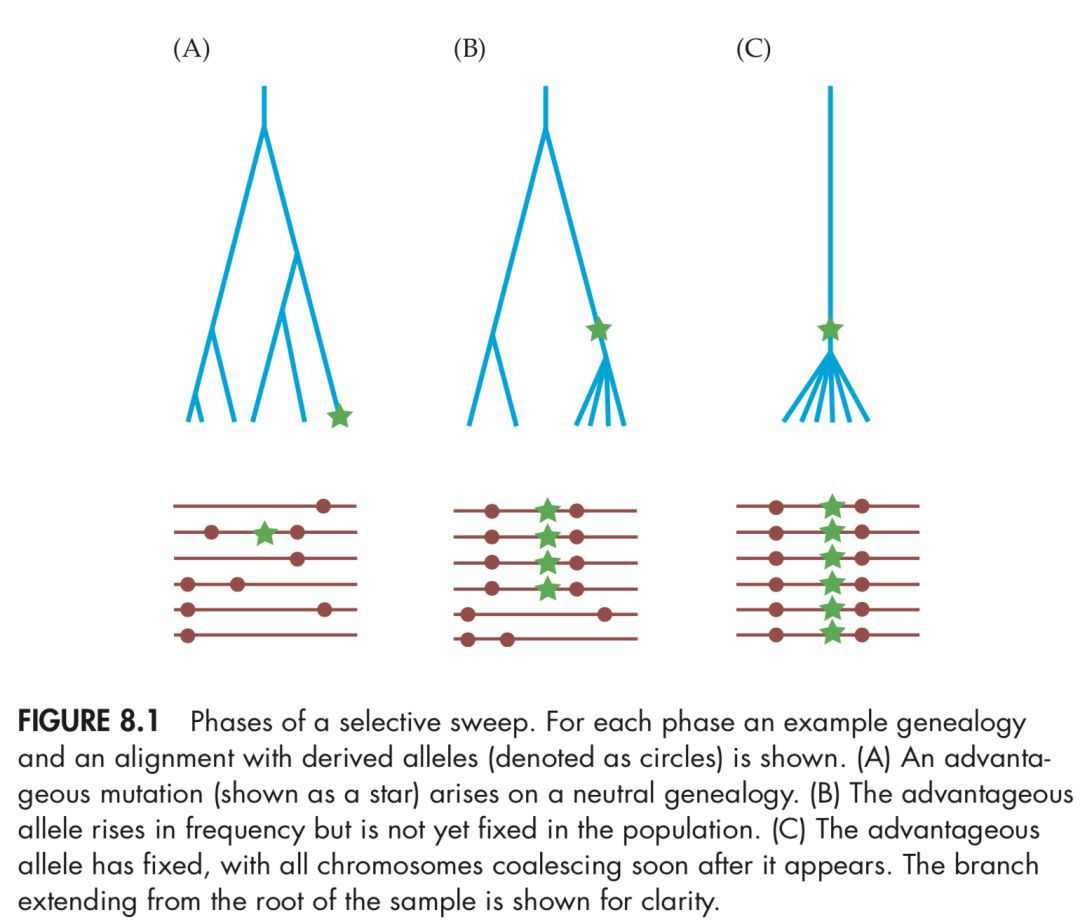 (A) (B) (C)
FIGURE 8.1 Phases of a selective sweep. For each phase an example genealogy
and an alignment with derived alleles (denoted as circles) is shown. (A) An advanta-
geous mutation (shown as a star) arises on a neutral genealogy. (B) The advantageous
allele rises in frequency but is not yet fixed in the population. (C) The advantageous
allele has fixed, with all chromosomes coalescing soon after it appears. The branch
extending from the root of the sample is shown for clarity.